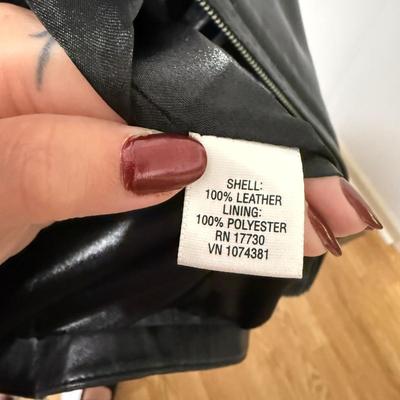 SHELL:
100% LEATHER
LINING:
100% POLYESTER
RN 17730
VN 1074381